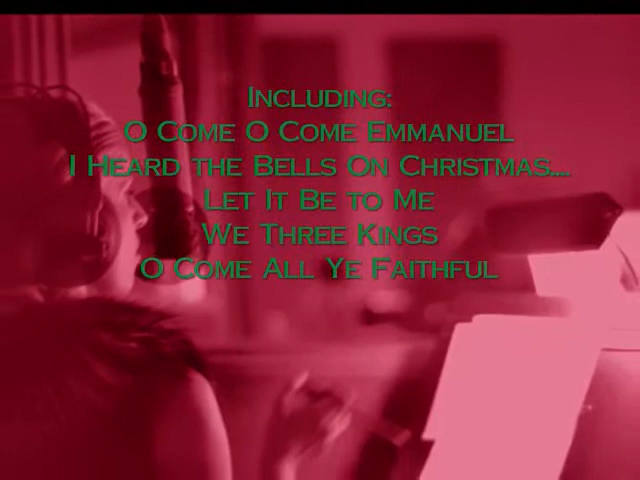 Including:
O Come O Come Emmanuel
I Heard the Bells On Christmas....
Let It Be to Me
We Three Kings
O Come All Ye Faithful